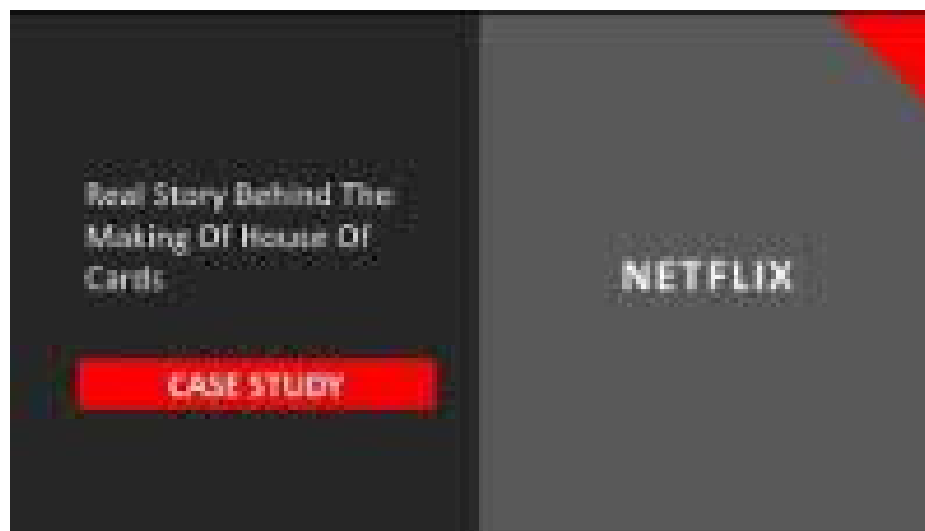 Real Story Behind The
Making Of House Of
Cards
CASE STUDY
NETFLIX